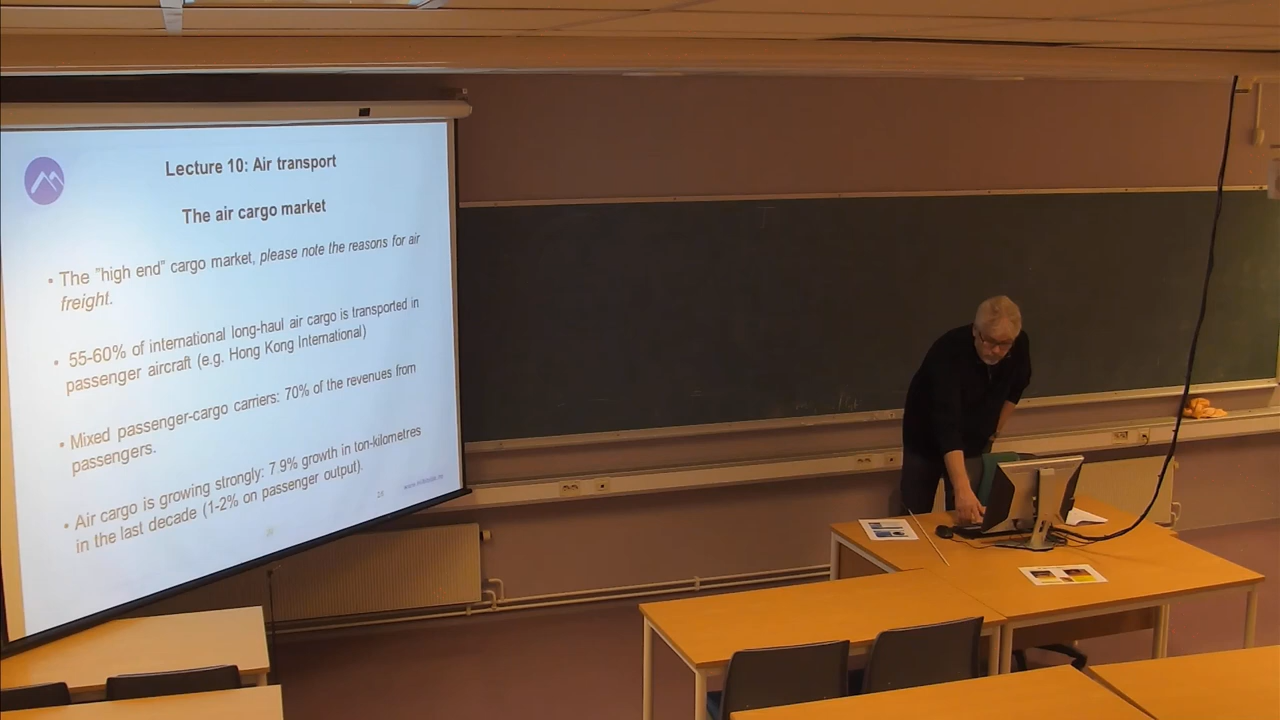 Lecture 10: Air transport
The air cargo market
• The "high end" cargo market, please note the reasons for air
freight.
• 55-60% of international long-haul air cargo is transported in
passenger aircraft (e.g. Hong Kong International)
• Mixed passenger-cargo carriers: 70% of the revenues from
passengers.
• Air cargo is growing strongly: 7.9% growth in ton-kilometres
in the last decade (1-2% on passenger output).